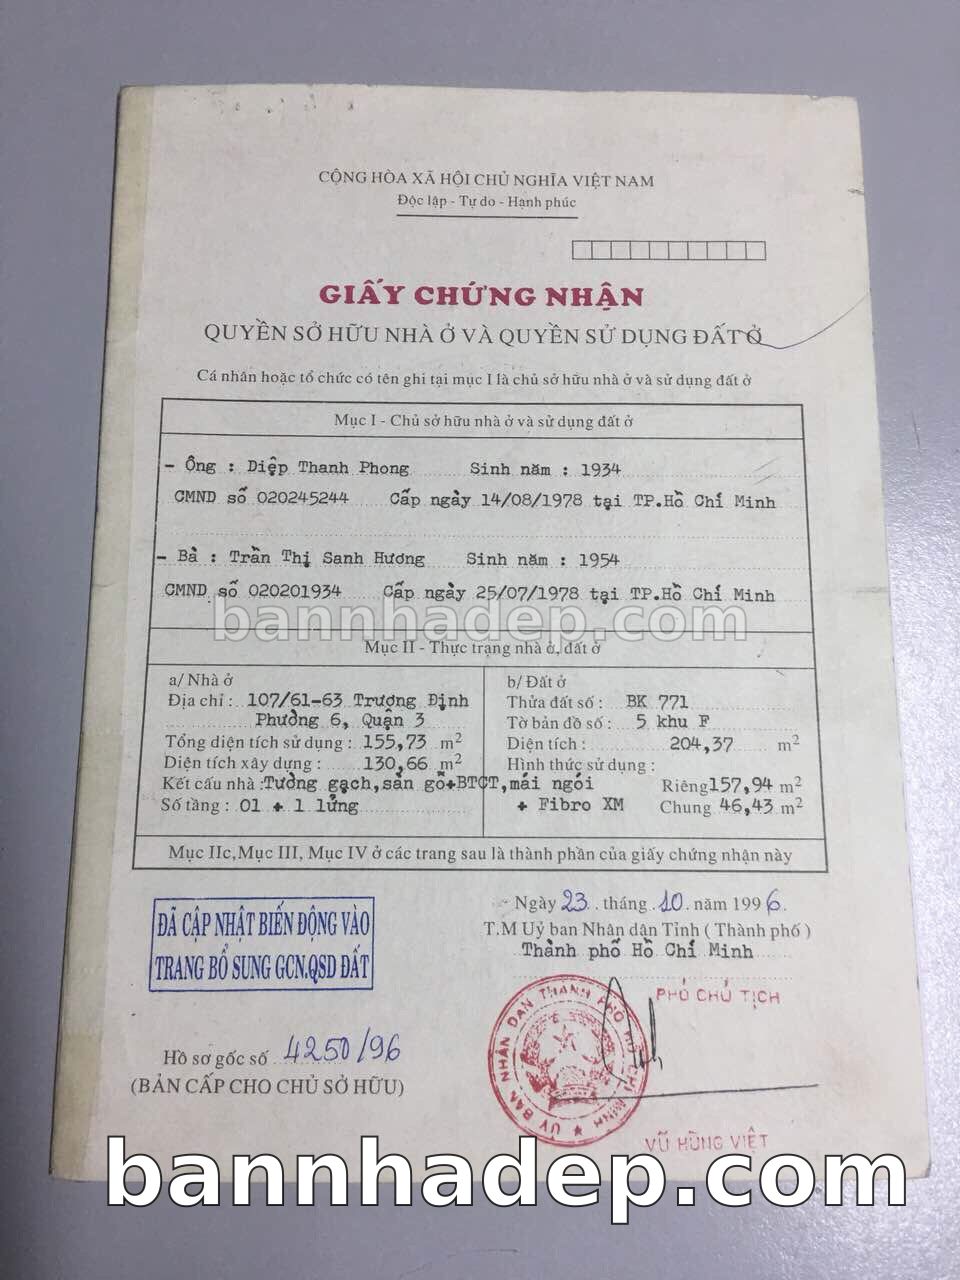 CỘNG HÒA XÃ HỘI CHỦ NGHĨA VIỆT NAM
Độc lập - Tự do - Hạnh phúc
GIẤY CHỨNG NHẬN
QUYỀN SỞ HỮU NHÀ Ở VÀ QUYỀN SỬ DỤNG ĐẤT Ở
Cá nhân hoặc tổ chức có tên ghi tại mục I là chủ sở hữu nhà ở và sử dụng đất ở
Mục I - Chủ sở hữu nhà ở và sử dụng đất ở
- Ông : Diệp Thanh Phong Sinh năm : 1934
CMND số 020245244 Cấp ngày 14/08/1978 tại TP.Hồ Chí Minh
- Bà : Trần Thị Sanh Hương Sinh năm : 1954
CMND số 020201934 Cấp ngày 25/07/1978 tại TP.Hồ Chí Minh
bannhadep.com
Mục II - Thực trạng nhà ở, đất ở
a/ Nhà ở
Địa chỉ : 107/61-63 Trương Định
Phường 6, Quận 3
Tổng diện tích sử dụng : 155,73 m2
Diện tích xây dựng : 130,66 m2
Kết cấu nhà :Tường gạch,sàn gỗ+BTCT,mái ngói
+ Fibro XM
Số tầng : 01 + 1 lửng
b/ Đất ở
Thửa đất số : BK 771
Tờ bản đồ số : 5 khu F
Diện tích : 204,37 m2
Hình thức sử dụng :
Riêng 157,94 m2
Chung 46,43 m2
Mục IIc,Mục III, Mục IV ở các trang sau là thành phần của giấy chứng nhận này
ĐÃ CẬP NHẬT BIẾN ĐỘNG VÀO
TRANG BỔ SUNG GCN.QSD ĐẤT
Ngày 23 tháng 10 năm 1996
T.M Uỷ ban Nhân dận Tỉnh ( Thành phố )
Thành phố Hồ Chí Minh
PHÓ CHỦ TỊCH
ỦY BAN NHÂN DÂN THÀNH PHỐ HỒ CHÍ MINH
Hồ sơ gốc số 4250/96
(BẢN CẤP CHO CHỦ SỞ HỮU)
VŨ HÙNG VIỆT
bannhadep.com